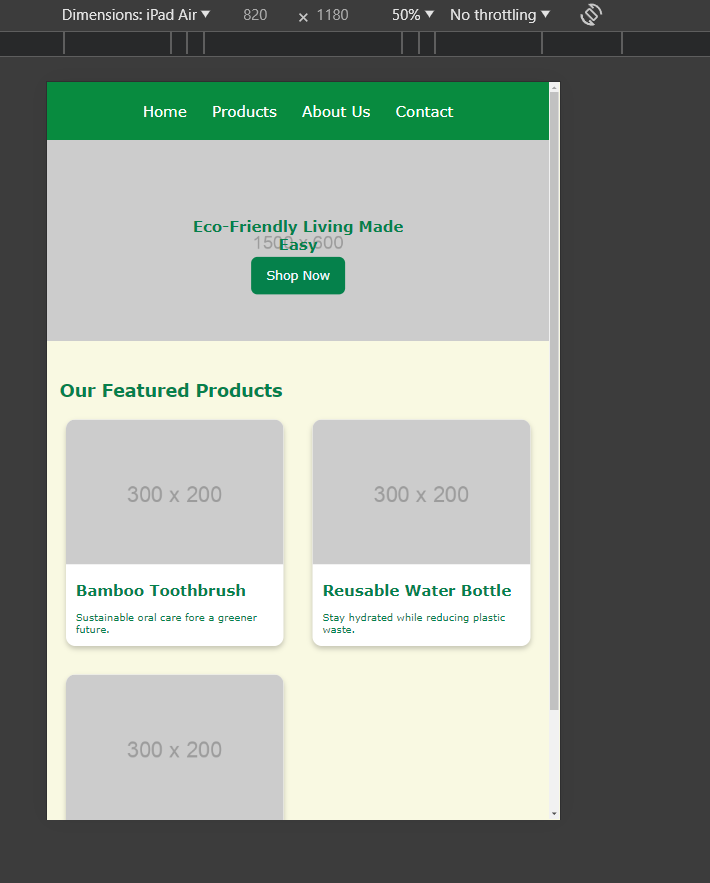 Dimensions: iPad Air ▼ 820 × 1180 50% ▼ No throttling ▼
Home Products About Us Contact
Eco-Friendly Living Made
1500 x 600
Easy
Shop Now
Our Featured Products
300 x 200 300 x 200
Bamboo Toothbrush Reusable Water Bottle
Sustainable oral care fore a greener Stay hydrated while reducing plastic
future. waste.
300 x 200